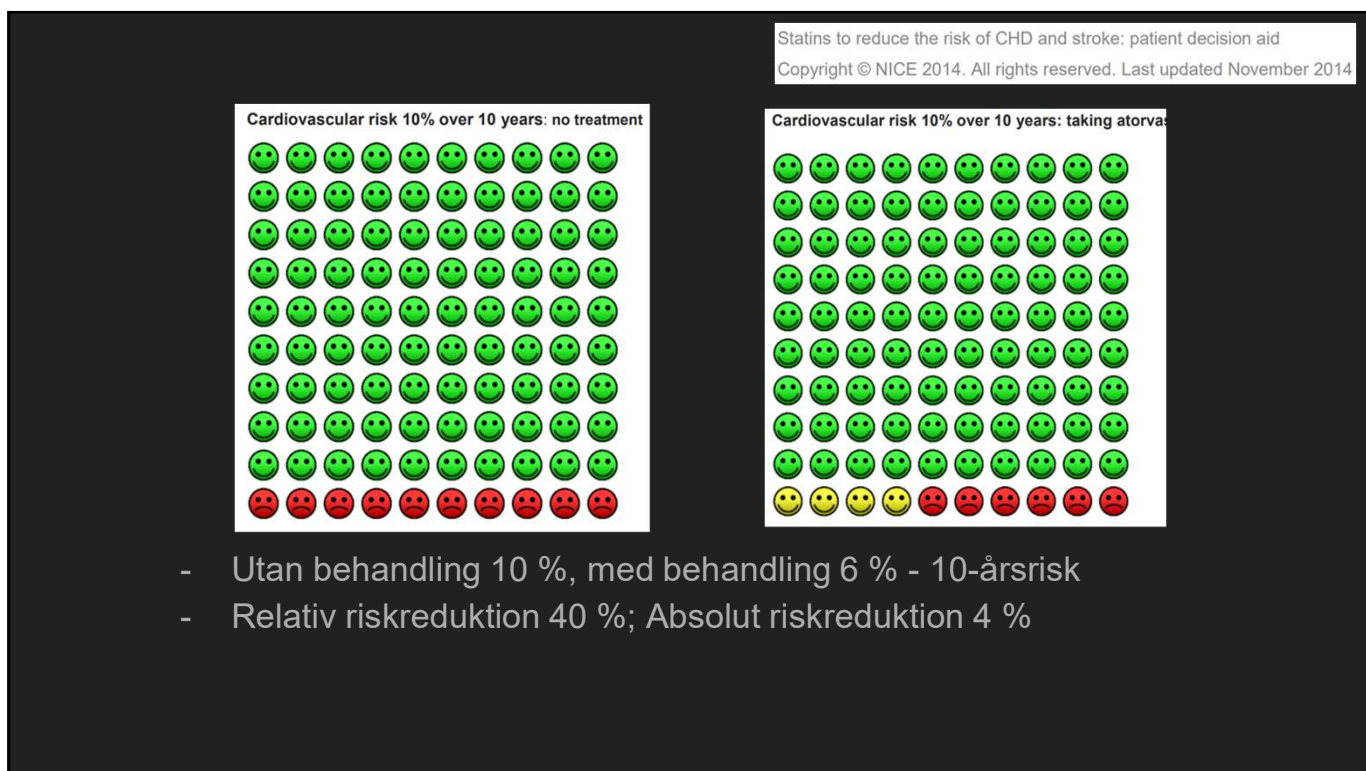 Statins to reduce the risk of CHD and stroke: patient decision aid
Copyright © NICE 2014. All rights reserved. Last updated November 2014
Cardiovascular risk 10% over 10 years: no treatment
Cardiovascular risk 10% over 10 years: taking atorvas
- Utan behandling 10 %, med behandling 6 % - 10-årsrisk
- Relativ riskreduktion 40 %; Absolut riskreduktion 4 %